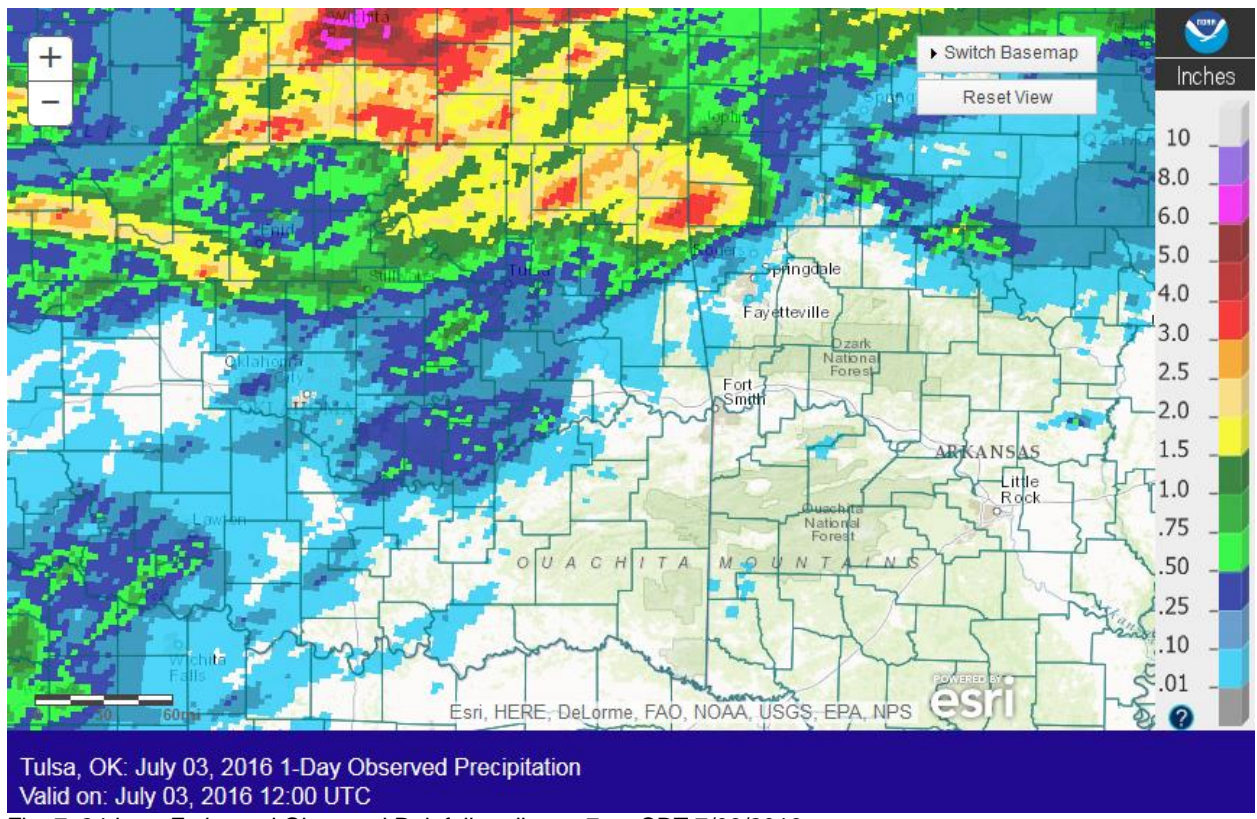 Wichita
+
−
Switch Basemap
Reset View
NOAA
Inches
10
8.0
6.0
5.0
4.0
3.0
2.5
2.0
1.5
1.0
.75
.50
.25
.10
.01
Joplin
Enid
Stillwater
Tulsa
Rogers
Springdale
Fayetteville
Ozark
National
Forest
Oklahoma
City
Fort
Smith
ARKANSAS
Little
Rock
Lawton
Ouachita
National
Forest
OUACHITA MOUNTAINS
Wichita
Falls
60mi
Esri, HERE, DeLorme, FAO, NOAA, USGS, EPA, NPS
POWERED BY
esri
?
Tulsa, OK: July 03, 2016 1-Day Observed Precipitation
Valid on: July 03, 2016 12:00 UTC